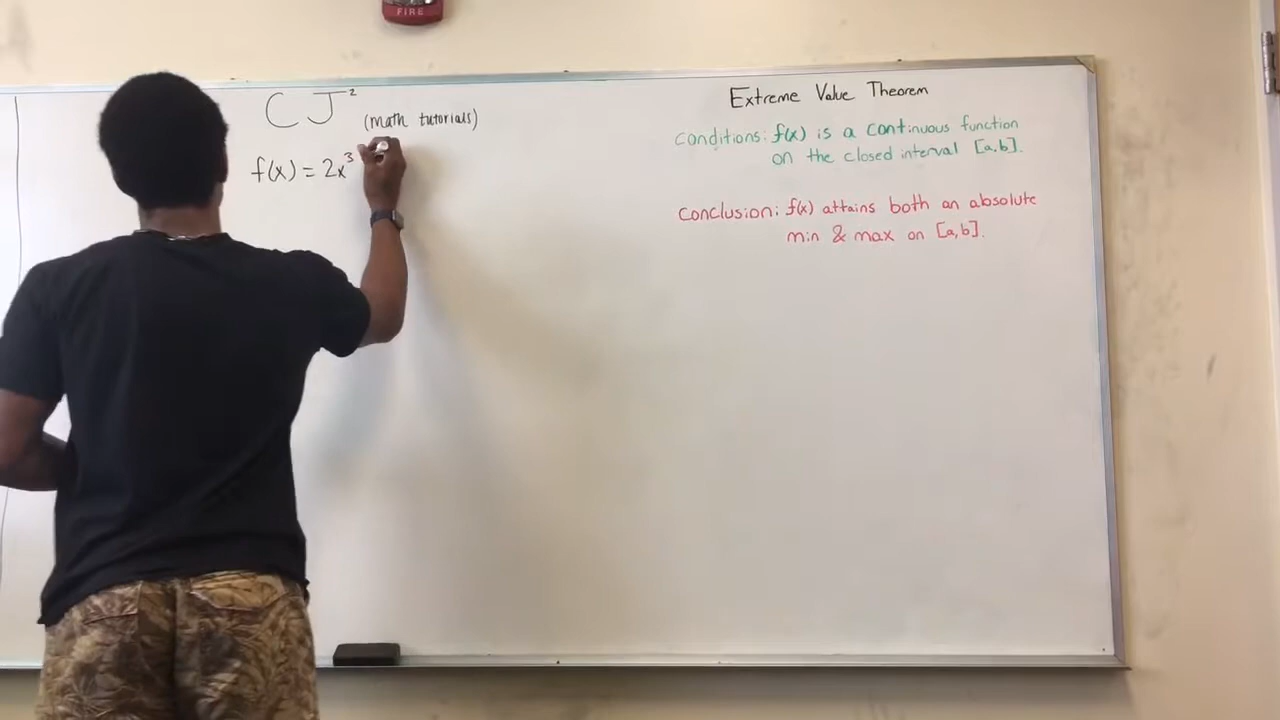 FIRE
CJ²
(math tutorials)
f(x) = 2x³
Extreme Value Theorem
conditions: f(x) is a continuous function
on the closed interval [a,b].
conclusion: f(x) attains both an absolute
min & max on [a,b].